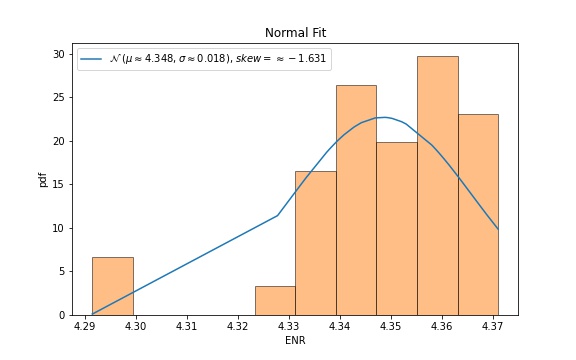 Normal Fit
𝒩(μ ≈ 4.348, σ ≈ 0.018), skew = ≈ −1.631
30
25
20
15
10
5
0
pdf
4.29 4.30 4.31 4.32 4.33 4.34 4.35 4.36 4.37
ENR